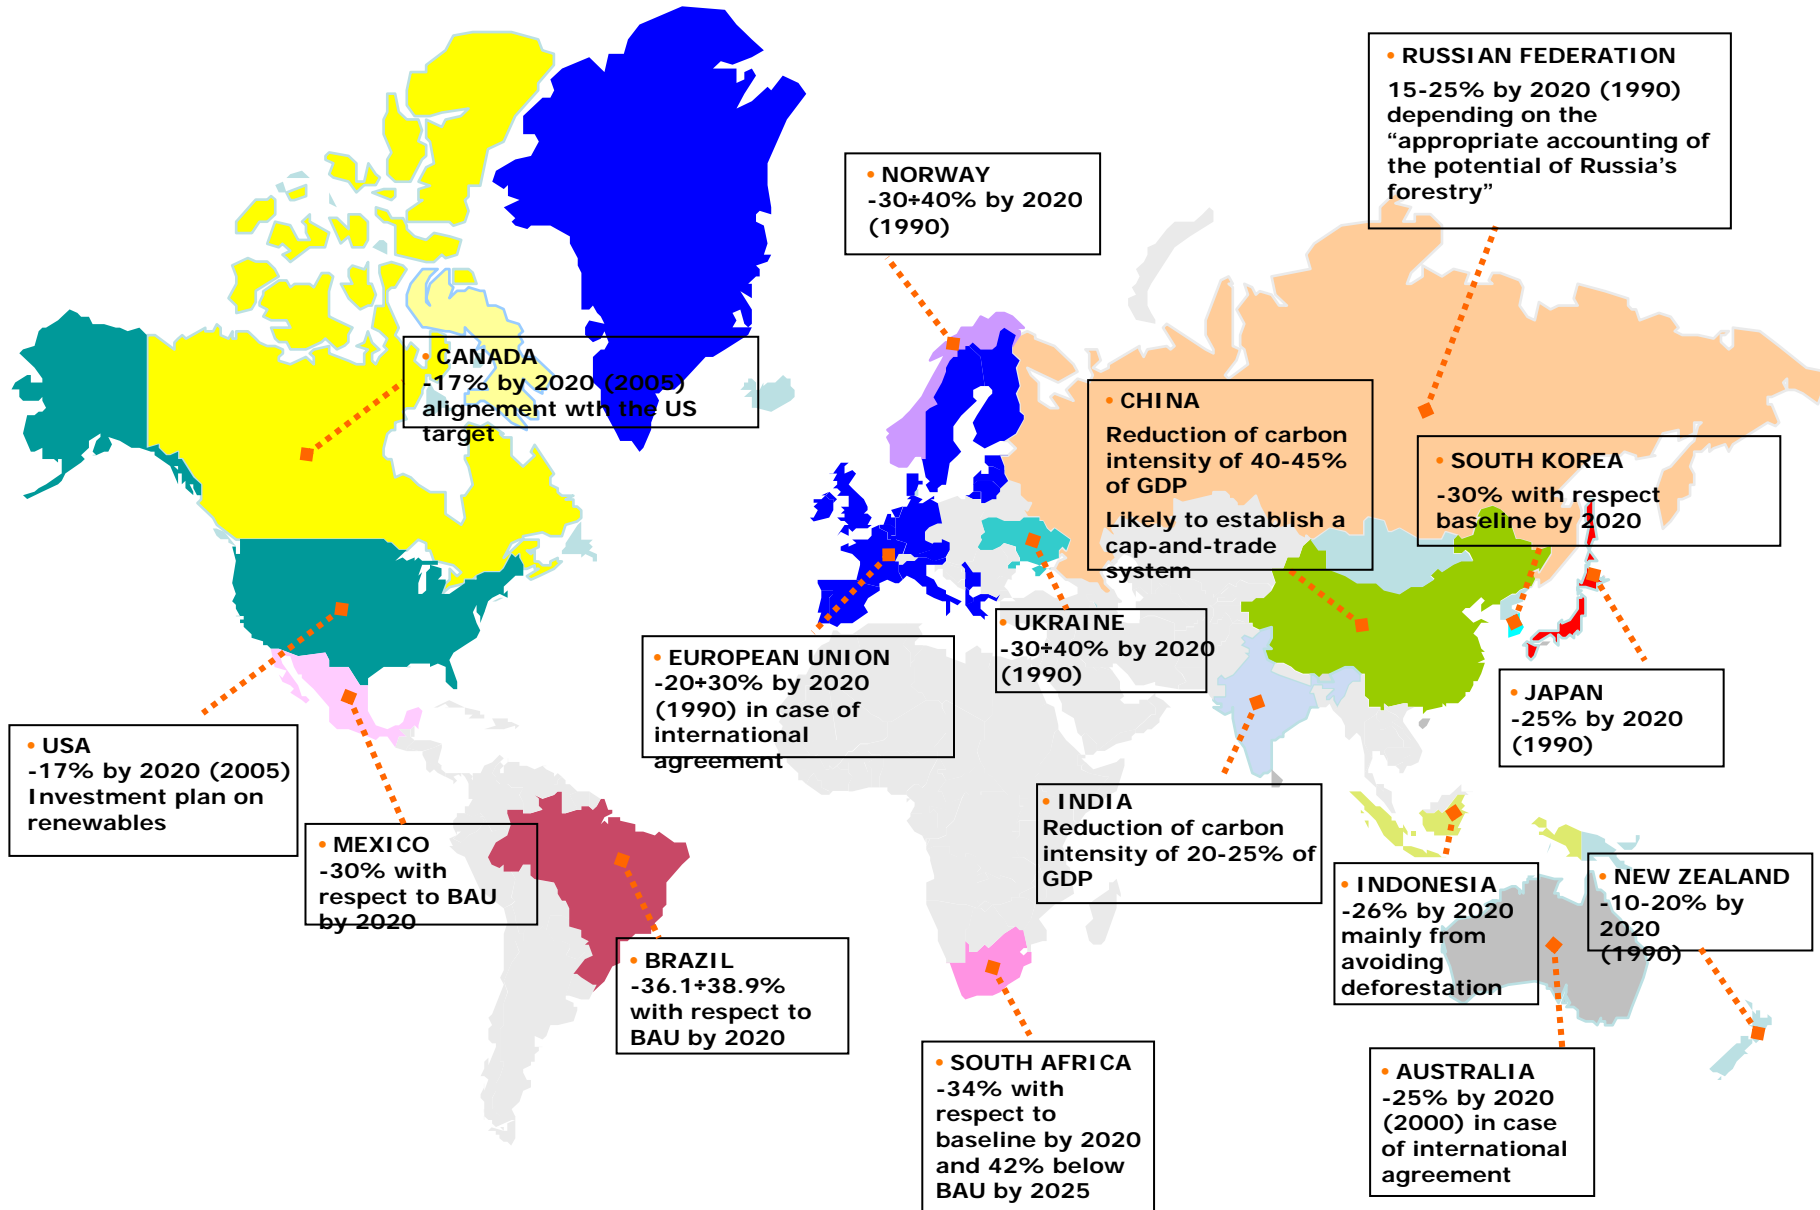 • RUSSIAN FEDERATION
15-25% by 2020 (1990)
depending on the
“appropriate accounting of
the potential of Russia’s
forestry”
• NORWAY
-30÷40% by 2020
(1990)
• CANADA
-17% by 2020 (2005)
alignement wth the US
target
• CHINA
Reduction of carbon
intensity of 40-45%
of GDP
Likely to establish a
cap-and-trade
system
• SOUTH KOREA
-30% with respect
baseline by 2020
• UKRAINE
-30÷40% by 2020
(1990)
• EUROPEAN UNION
-20÷30% by 2020
(1990) in case of
international
agreement
• JAPAN
-25% by 2020
(1990)
• USA
-17% by 2020 (2005)
Investment plan on
renewables
• MEXICO
-30% with
respect to BAU
by 2020
• INDIA
Reduction of carbon
intensity of 20-25% of
GDP
• INDONESIA
-26% by 2020
mainly from
avoiding
deforestation
• NEW ZEALAND
-10-20% by
2020
(1990)
• BRAZIL
-36.1÷38.9%
with respect to
BAU by 2020
• SOUTH AFRICA
-34% with
respect to
baseline by 2020
and 42% below
BAU by 2025
• AUSTRALIA
-25% by 2020
(2000) in case
of international
agreement